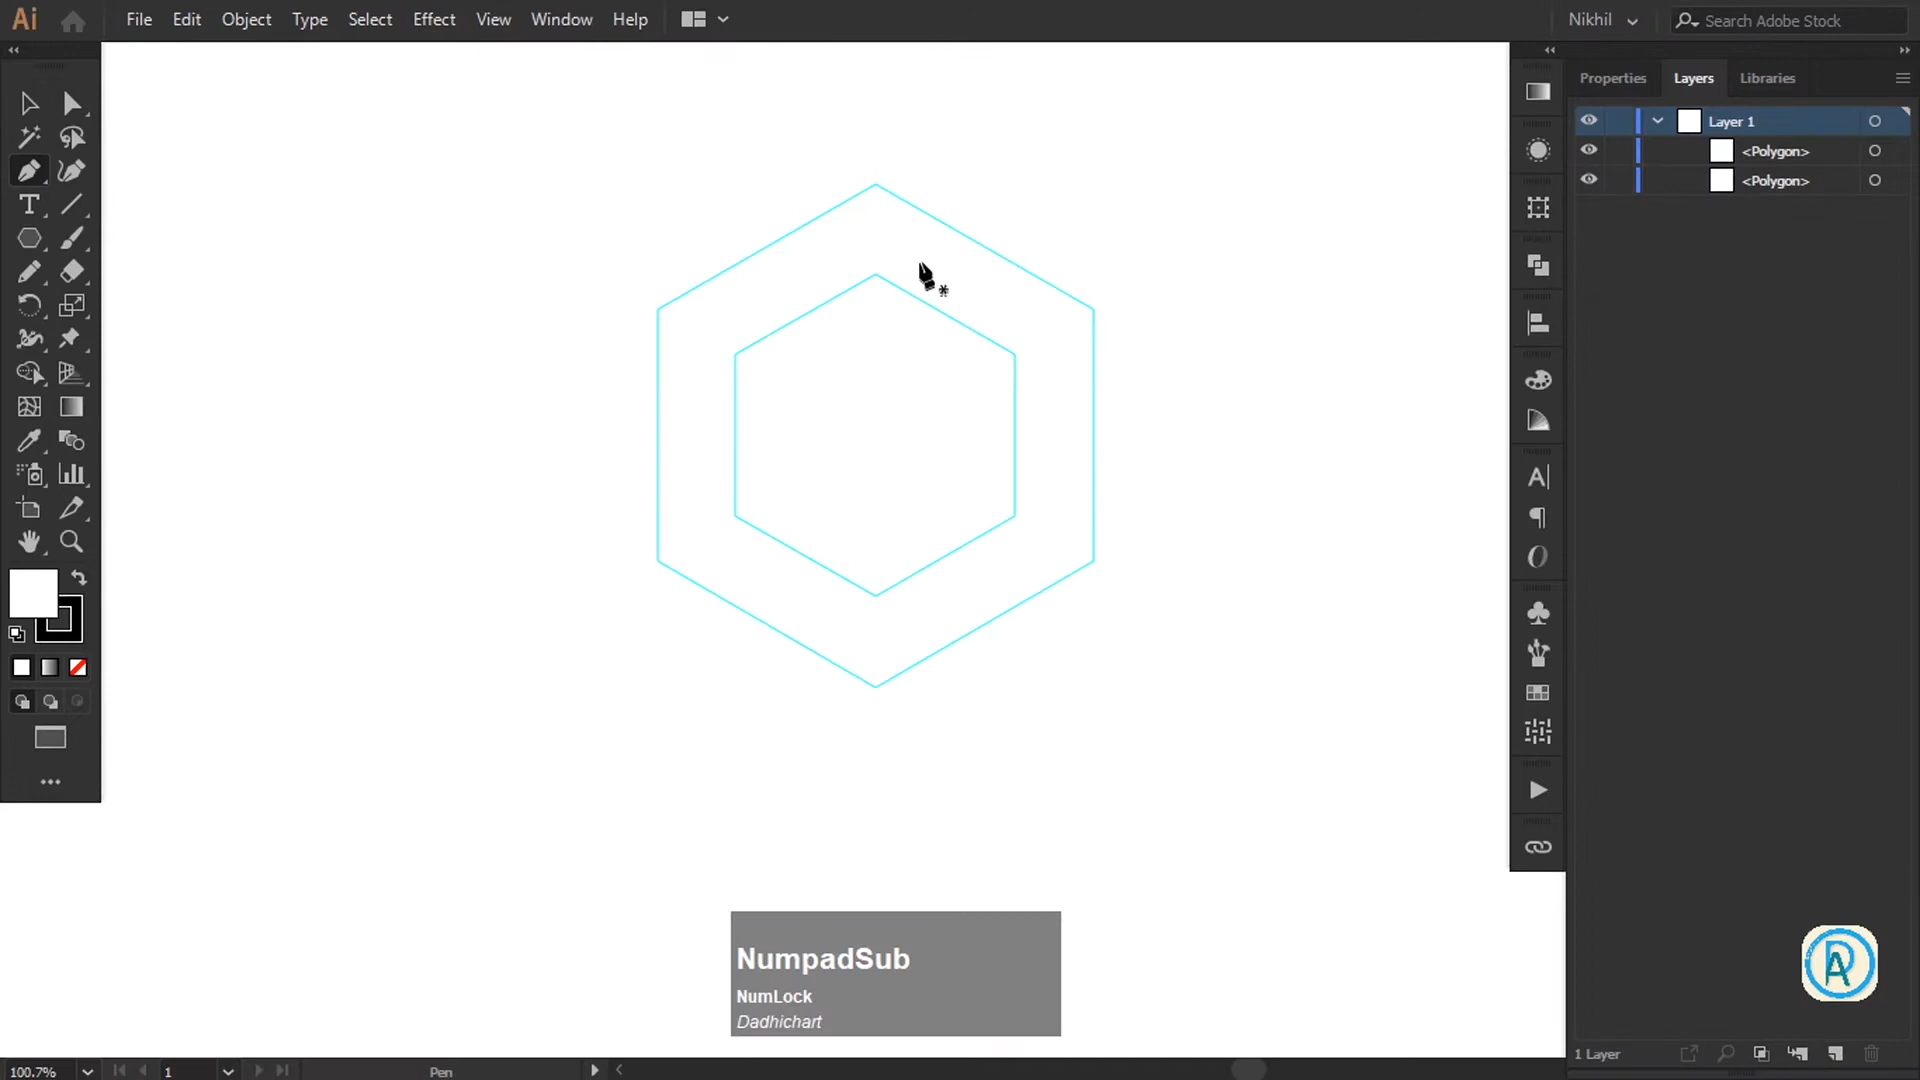 Ai File Edit Object Type Select Effect View Window Help Nikhil Search Adobe Stock
Properties Layers Libraries
Layer 1
<Polygon>
<Polygon>
NumpadSub
NumLock
Dadhichart
1 Layer
100.7% 1 Pen